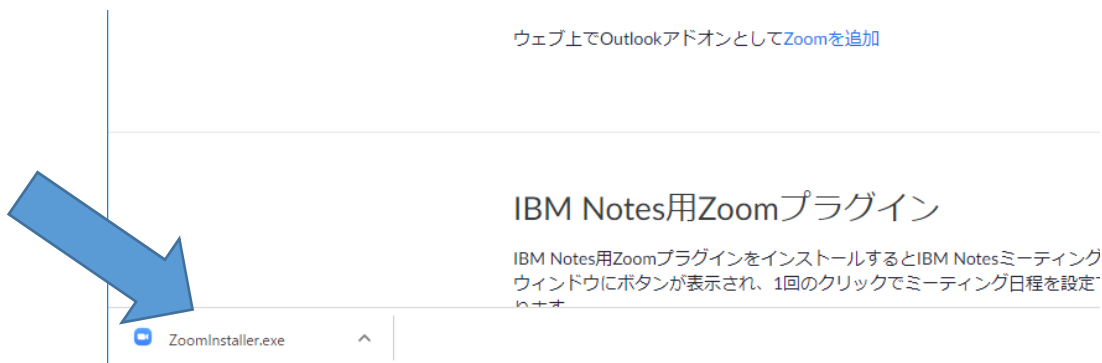 ウェブ上でOutlookアドオンとしてZoomを追加
IBM Notes用Zoomプラグイン
IBM Notes用ZoomプラグインをインストールするとIBM Notesミーティング
ウィンドウにボタンが表示され、1回のクリックでミーティング日程を設定
ります
ZoomInstaller.exe